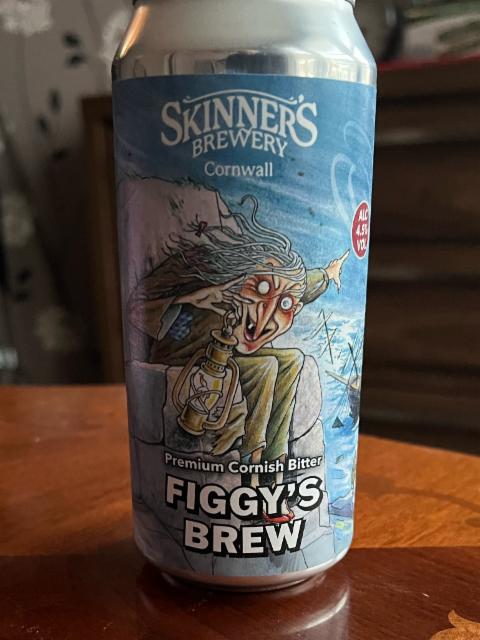 SKINNER'S
BREWERY
Cornwall
ALC
4.5%
VOL
Premium Cornish Bitter
FIGGY'S
BREW